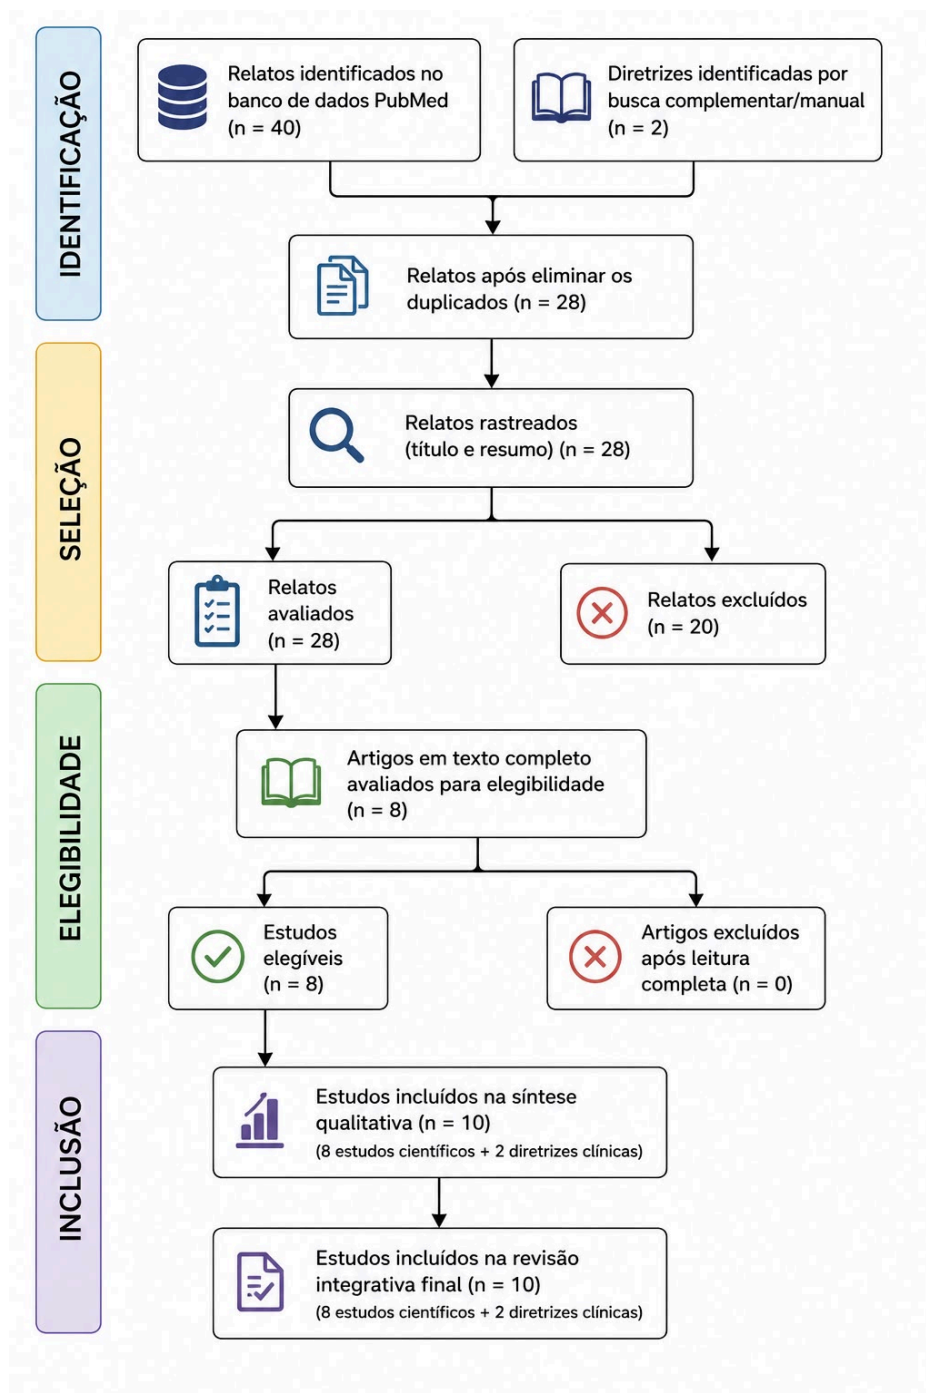 IDENTIFICAÇÃO
Relatos identificados no
banco de dados PubMed
(n = 40)
Diretrizes identificadas por
busca complementar/manual
(n = 2)
Relatos após eliminar os
duplicados (n = 28)
SELEÇÃO
Relatos rastreados
(título e resumo) (n = 28)
Relatos
avaliados
(n = 28)
Relatos excluídos
(n = 20)
ELEGIBILIDADE
Artigos em texto completo
avaliados para elegibilidade
(n = 8)
Estudos
elegíveis
(n = 8)
Artigos excluídos
após leitura
completa (n = 0)
INCLUSÃO
Estudos incluídos na síntese
qualitativa (n = 10)
(8 estudos científicos + 2 diretrizes clínicas)
Estudos incluídos na revisão
integrativa final (n = 10)
(8 estudos científicos + 2 diretrizes clínicas)